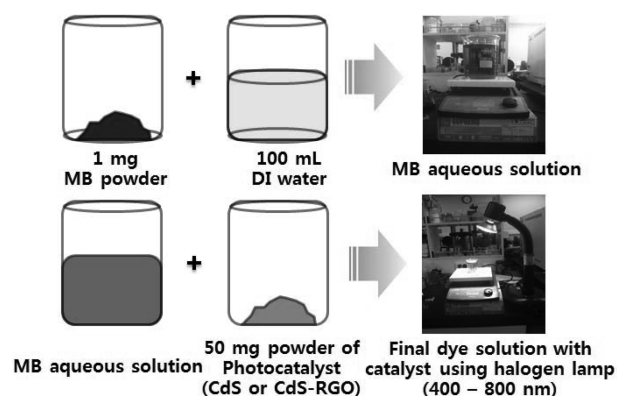 +
1 mg
MB powder
100 mL
DI water
MB aqueous solution
+
MB aqueous solution
50 mg powder of
Photocatalyst
(CdS or CdS-RGO)
Final dye solution with
catalyst using halogen lamp
(400 – 800 nm)